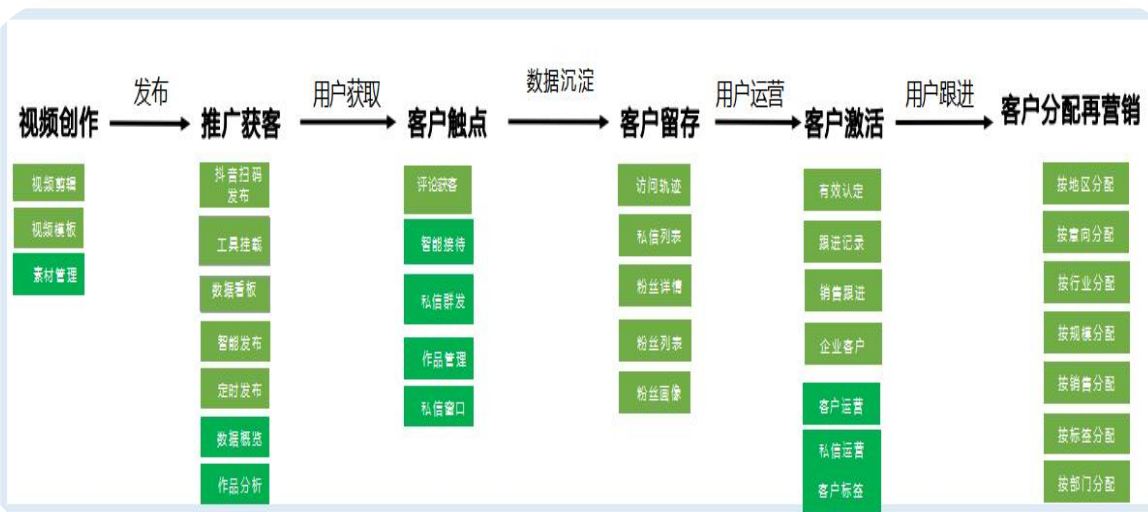 发布
用户获取
数据沉淀
用户运营
用户跟进
视频创作
推广获客
客户触点
客户留存
客户激活
客户分配再营销
视频剪辑
视频模板
素材管理
抖音扫码
发布
工具挂载
数据看板
智能发布
定时发布
数据概览
作品分析
评论获客
智能接待
私信群发
作品管理
私信窗口
访问轨迹
私信列表
粉丝详情
粉丝列表
粉丝画像
有效认定
跟进记录
销售跟进
企业客户
客户运营
私信运营
客户标签
按地区分配
按意向分配
按行业分配
按规模分配
按销售分配
按标签分配
按部门分配